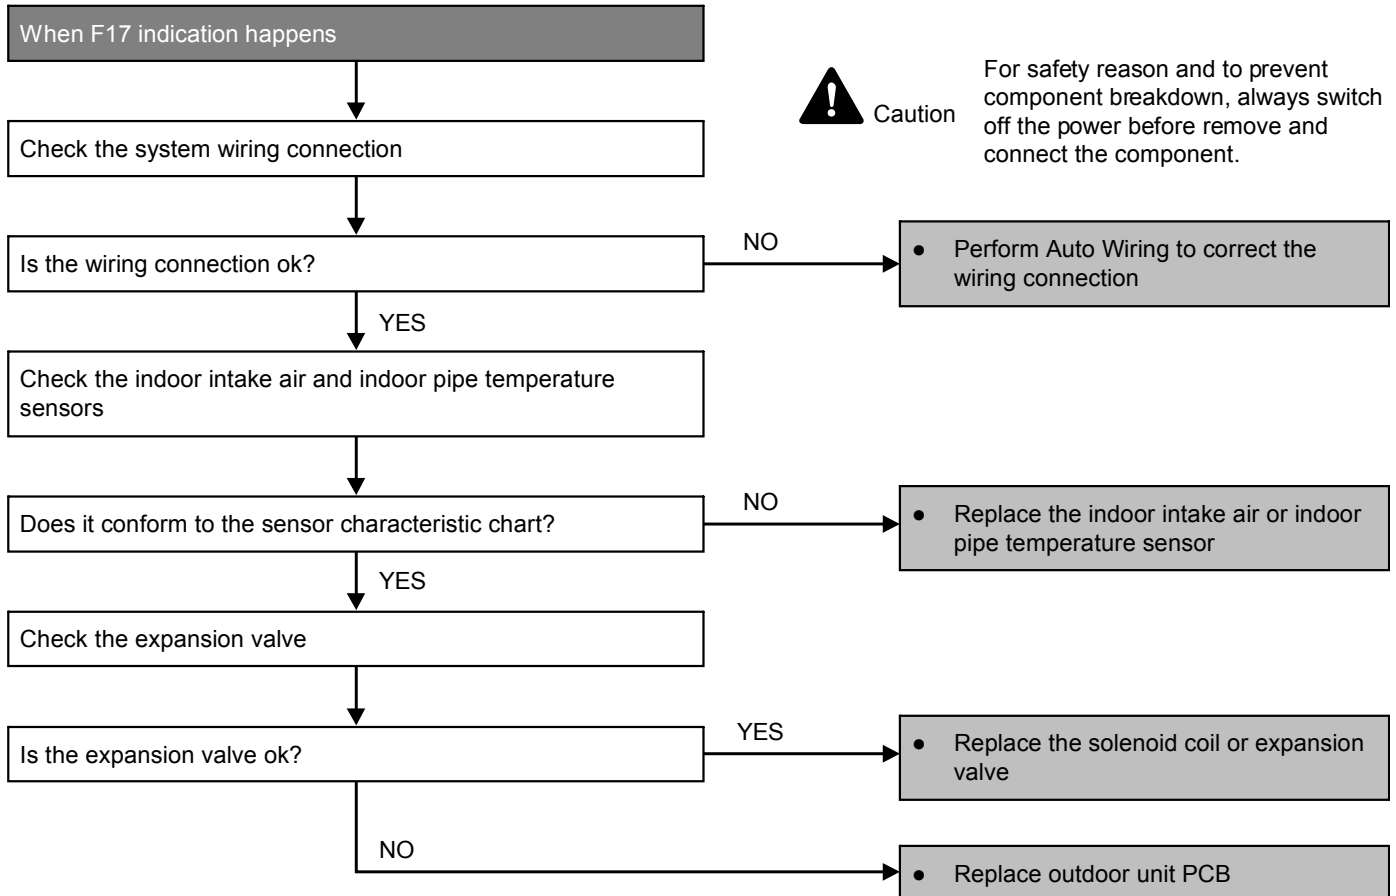 When F17 indication happens
Caution
For safety reason and to prevent
component breakdown, always switch
off the power before remove and
connect the component.
Check the system wiring connection
Is the wiring connection ok?
NO
● Perform Auto Wiring to correct the
wiring connection
YES
Check the indoor intake air and indoor pipe temperature
sensors
Does it conform to the sensor characteristic chart?
NO
● Replace the indoor intake air or indoor
pipe temperature sensor
YES
Check the expansion valve
Is the expansion valve ok?
YES
● Replace the solenoid coil or expansion
valve
NO
● Replace outdoor unit PCB